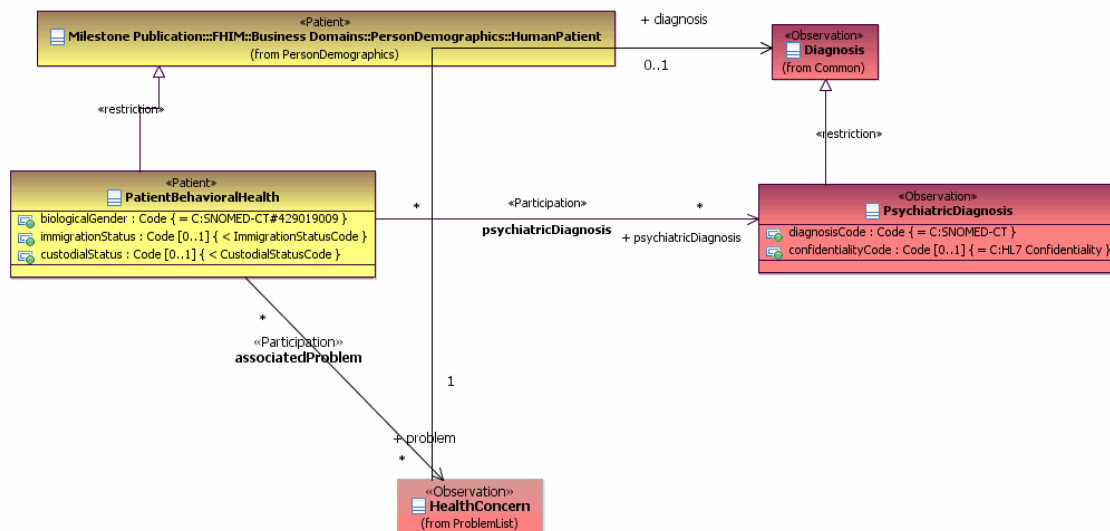 «Patient»
Milestone Publication:::FHIM::Business Domains::PersonDemographics::HumanPatient
(from PersonDemographics)
+ diagnosis
0..1
«Observation»
Diagnosis
(from Common)
«restriction»
«restriction»
«Patient»
PatientBehavioralHealth
biologicalGender : Code { = C:SNOMED-CT#429019009 }
immigrationStatus : Code [0..1] { < ImmigrationStatusCode }
custodialStatus : Code [0..1] { < CustodialStatusCode }
*
«Participation»
psychiatricDiagnosis
*
+ psychiatricDiagnosis
«Observation»
PsychiatricDiagnosis
diagnosisCode : Code { = C:SNOMED-CT }
confidentialityCode : Code [0..1] { = C:HL7 Confidentiality }
*
«Participation»
associatedProblem
1
+ problem
*
«Observation»
HealthConcern
(from ProblemList)